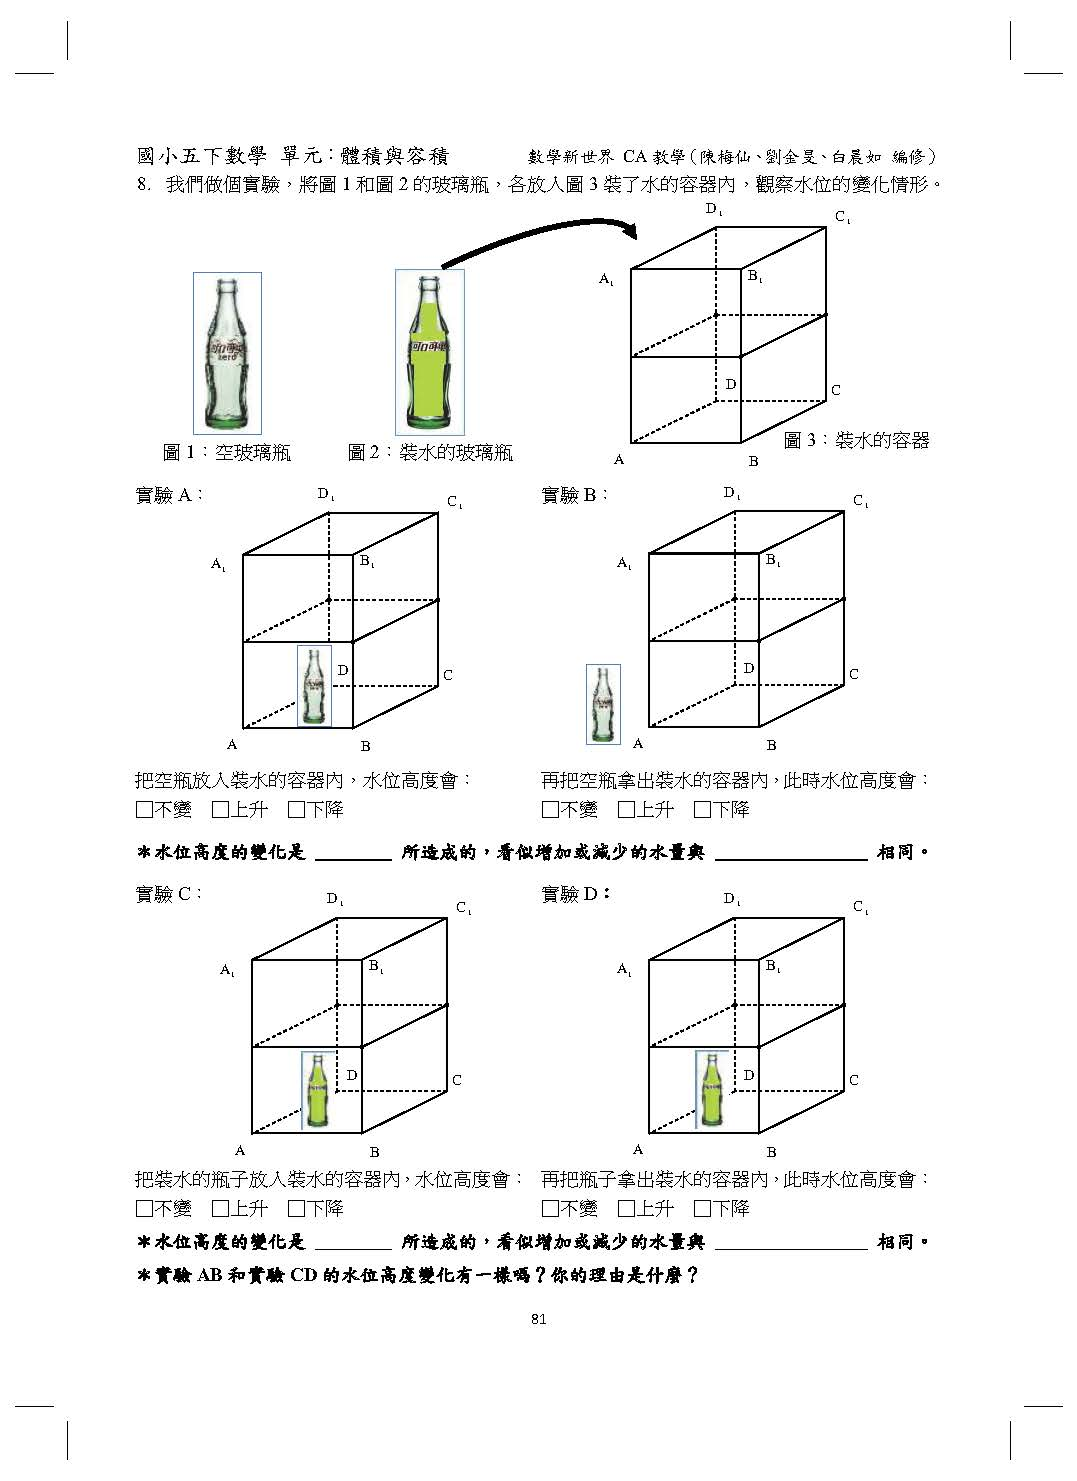 國小五下數學 單元：體積與容積 數學新世界 CA 教學（陳梅仙、劉金旻、白晨如 編修）
8. 我們做個實驗，將圖 1 和圖 2 的玻璃瓶，各放入圖 3 裝了水的容器內，觀察水位的變化情形。
D₁
C₁
A₁
B₁
可口可樂
zero
可口可樂
D
C
A
B
圖 3：裝水的容器
圖 1：空玻璃瓶
圖 2：裝水的玻璃瓶
實驗 A：
D₁
C₁
A₁
B₁
D
C
A
B
實驗 B：
D₁
C₁
A₁
B₁
D
C
A
B
把空瓶放入裝水的容器內，水位高度會：
□不變 □上升 □下降
再把空瓶拿出裝水的容器內，此時水位高度會：
□不變 □上升 □下降
＊水位高度的變化是 ________ 所造成的，看似增加或減少的水量與 ________________ 相同。
實驗 C：
D₁
C₁
A₁
B₁
D
C
A
B
實驗 D：
D₁
C₁
A₁
B₁
D
C
A
B
把裝水的瓶子放入裝水的容器內，水位高度會：
□不變 □上升 □下降
再把瓶子拿出裝水的容器內，此時水位高度會：
□不變 □上升 □下降
＊水位高度的變化是 ________ 所造成的，看似增加或減少的水量與 ________________ 相同。
＊實驗 AB 和實驗 CD 的水位高度變化有一樣嗎？你的理由是什麼？
81